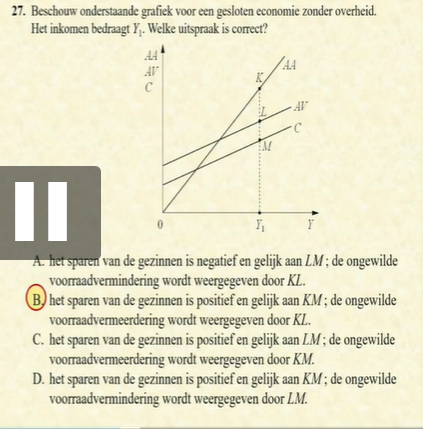 27. Beschouw onderstaande grafiek voor een gesloten economie zonder overheid.
Het inkomen bedraagt Y₁. Welke uitspraak is correct?
AA
AV
C
K
AA
L
AV
C
M
0
Y₁
Y
A. het sparen van de gezinnen is negatief en gelijk aan LM; de ongewilde
voorraadvermindering wordt weergegeven door KL.
B. het sparen van de gezinnen is positief en gelijk aan KM; de ongewilde
voorraadvermeerdering wordt weergegeven door KL.
C. het sparen van de gezinnen is positief en gelijk aan LM; de ongewilde
voorraadvermeerdering wordt weergegeven door KM.
D. het sparen van de gezinnen is positief en gelijk aan KM; de ongewilde
voorraadvermindering wordt weergegeven door LM.